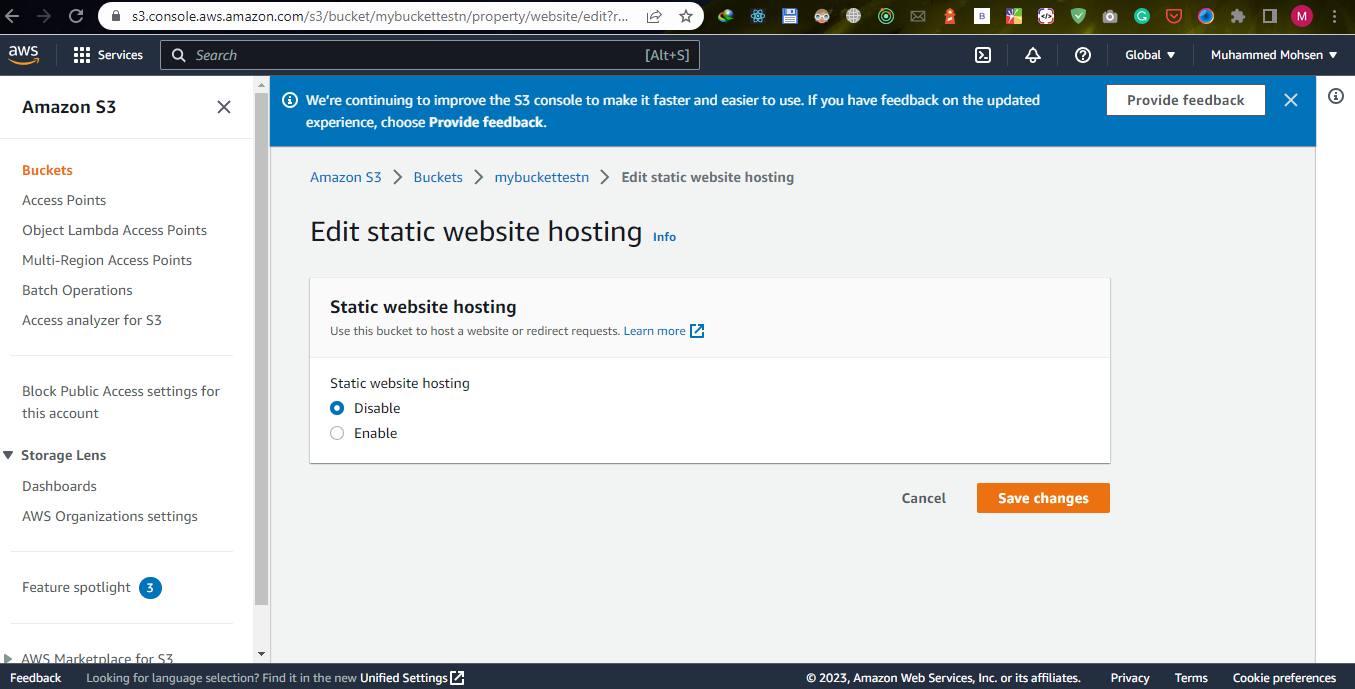 s3.console.aws.amazon.com/s3/bucket/mybuckettestn/property/website/edit?r...
B
M
aws
Services
Search
[Alt+S]
Global
Muhammed Mohsen
Amazon S3
Buckets
Access Points
Object Lambda Access Points
Multi-Region Access Points
Batch Operations
Access analyzer for S3
Block Public Access settings for
this account
Storage Lens
Dashboards
AWS Organizations settings
Feature spotlight 3
AWS Marketplace for S3
We're continuing to improve the S3 console to make it faster and easier to use. If you have feedback on the updated
experience, choose Provide feedback.
Provide feedback
Amazon S3 > Buckets > mybuckettestn > Edit static website hosting
Edit static website hosting Info
Static website hosting
Use this bucket to host a website or redirect requests. Learn more
Static website hosting
Disable
Enable
Cancel
Save changes
Feedback
Looking for language selection? Find it in the new Unified Settings
© 2023, Amazon Web Services, Inc. or its affiliates.
Privacy
Terms
Cookie preferences